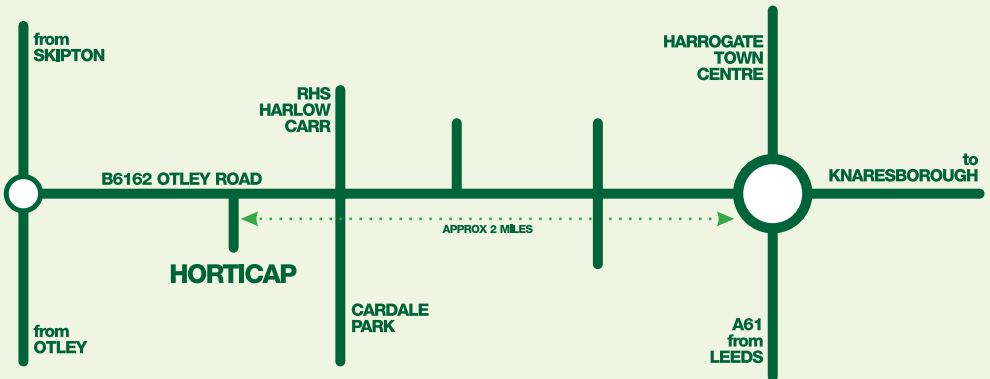 from
SKIPTON
HARROGATE
TOWN
CENTRE
RHS
HARLOW
CARR
B6162 OTLEY ROAD
to
KNARESBOROUGH
APPROX 2 MILES
HORTICAP
CARDALE
PARK
from
OTLEY
A61
from
LEEDS